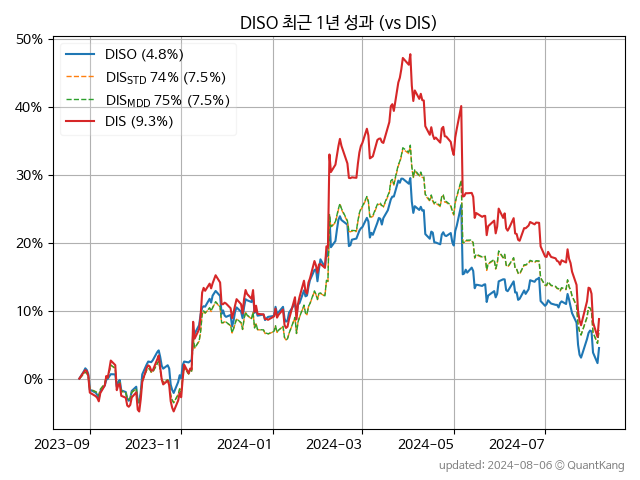 DISO 최근 1년 성과 (vs DIS)
50%
40%
30%
20%
10%
0%
DISO (4.8%)
DIS_STD 74% (7.5%)
DIS_MDD 75% (7.5%)
DIS (9.3%)
2023-09 2023-11 2024-01 2024-03 2024-05 2024-07
updated: 2024-08-06 © QuantKang